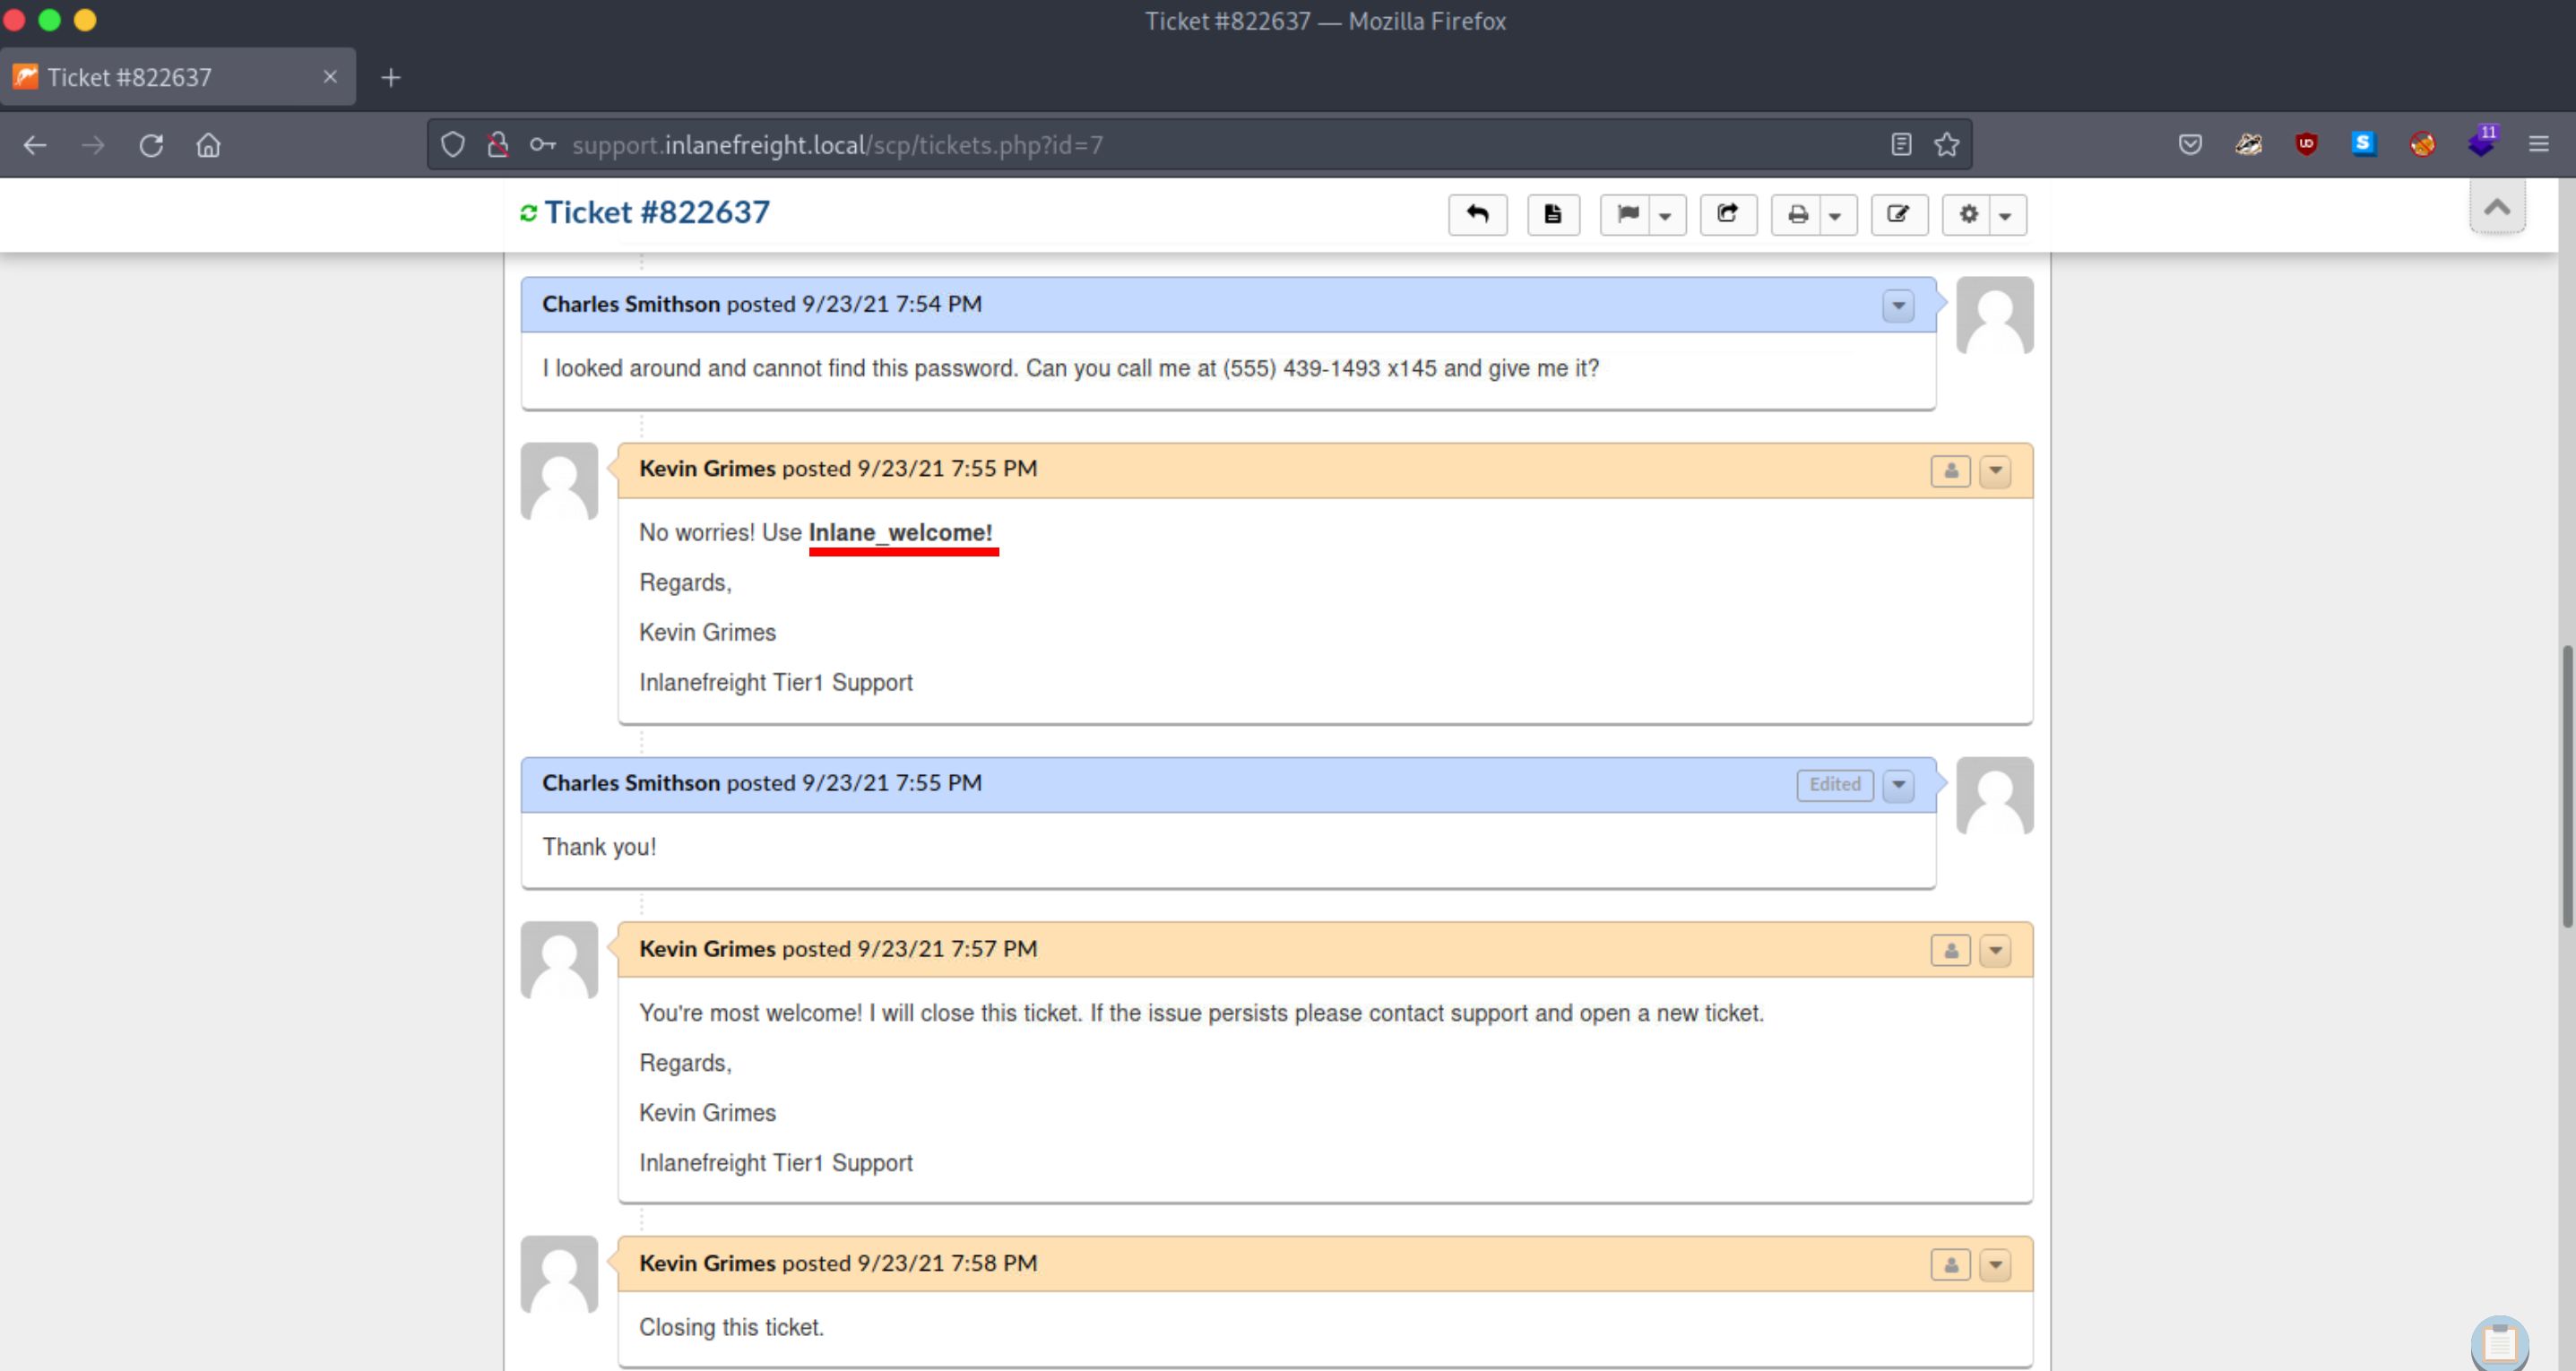 Ticket #822637 — Mozilla Firefox
Ticket #822637
support.inlanefreight.local/scp/tickets.php?id=7
11
Ticket #822637
Charles Smithson posted 9/23/21 7:54 PM
I looked around and cannot find this password. Can you call me at (555) 439-1493 x145 and give me it?
Kevin Grimes posted 9/23/21 7:55 PM
No worries! Use Inlane_welcome!
Regards,
Kevin Grimes
Inlanefreight Tier1 Support
Charles Smithson posted 9/23/21 7:55 PM
Edited
Thank you!
Kevin Grimes posted 9/23/21 7:57 PM
You're most welcome! I will close this ticket. If the issue persists please contact support and open a new ticket.
Regards,
Kevin Grimes
Inlanefreight Tier1 Support
Kevin Grimes posted 9/23/21 7:58 PM
Closing this ticket.